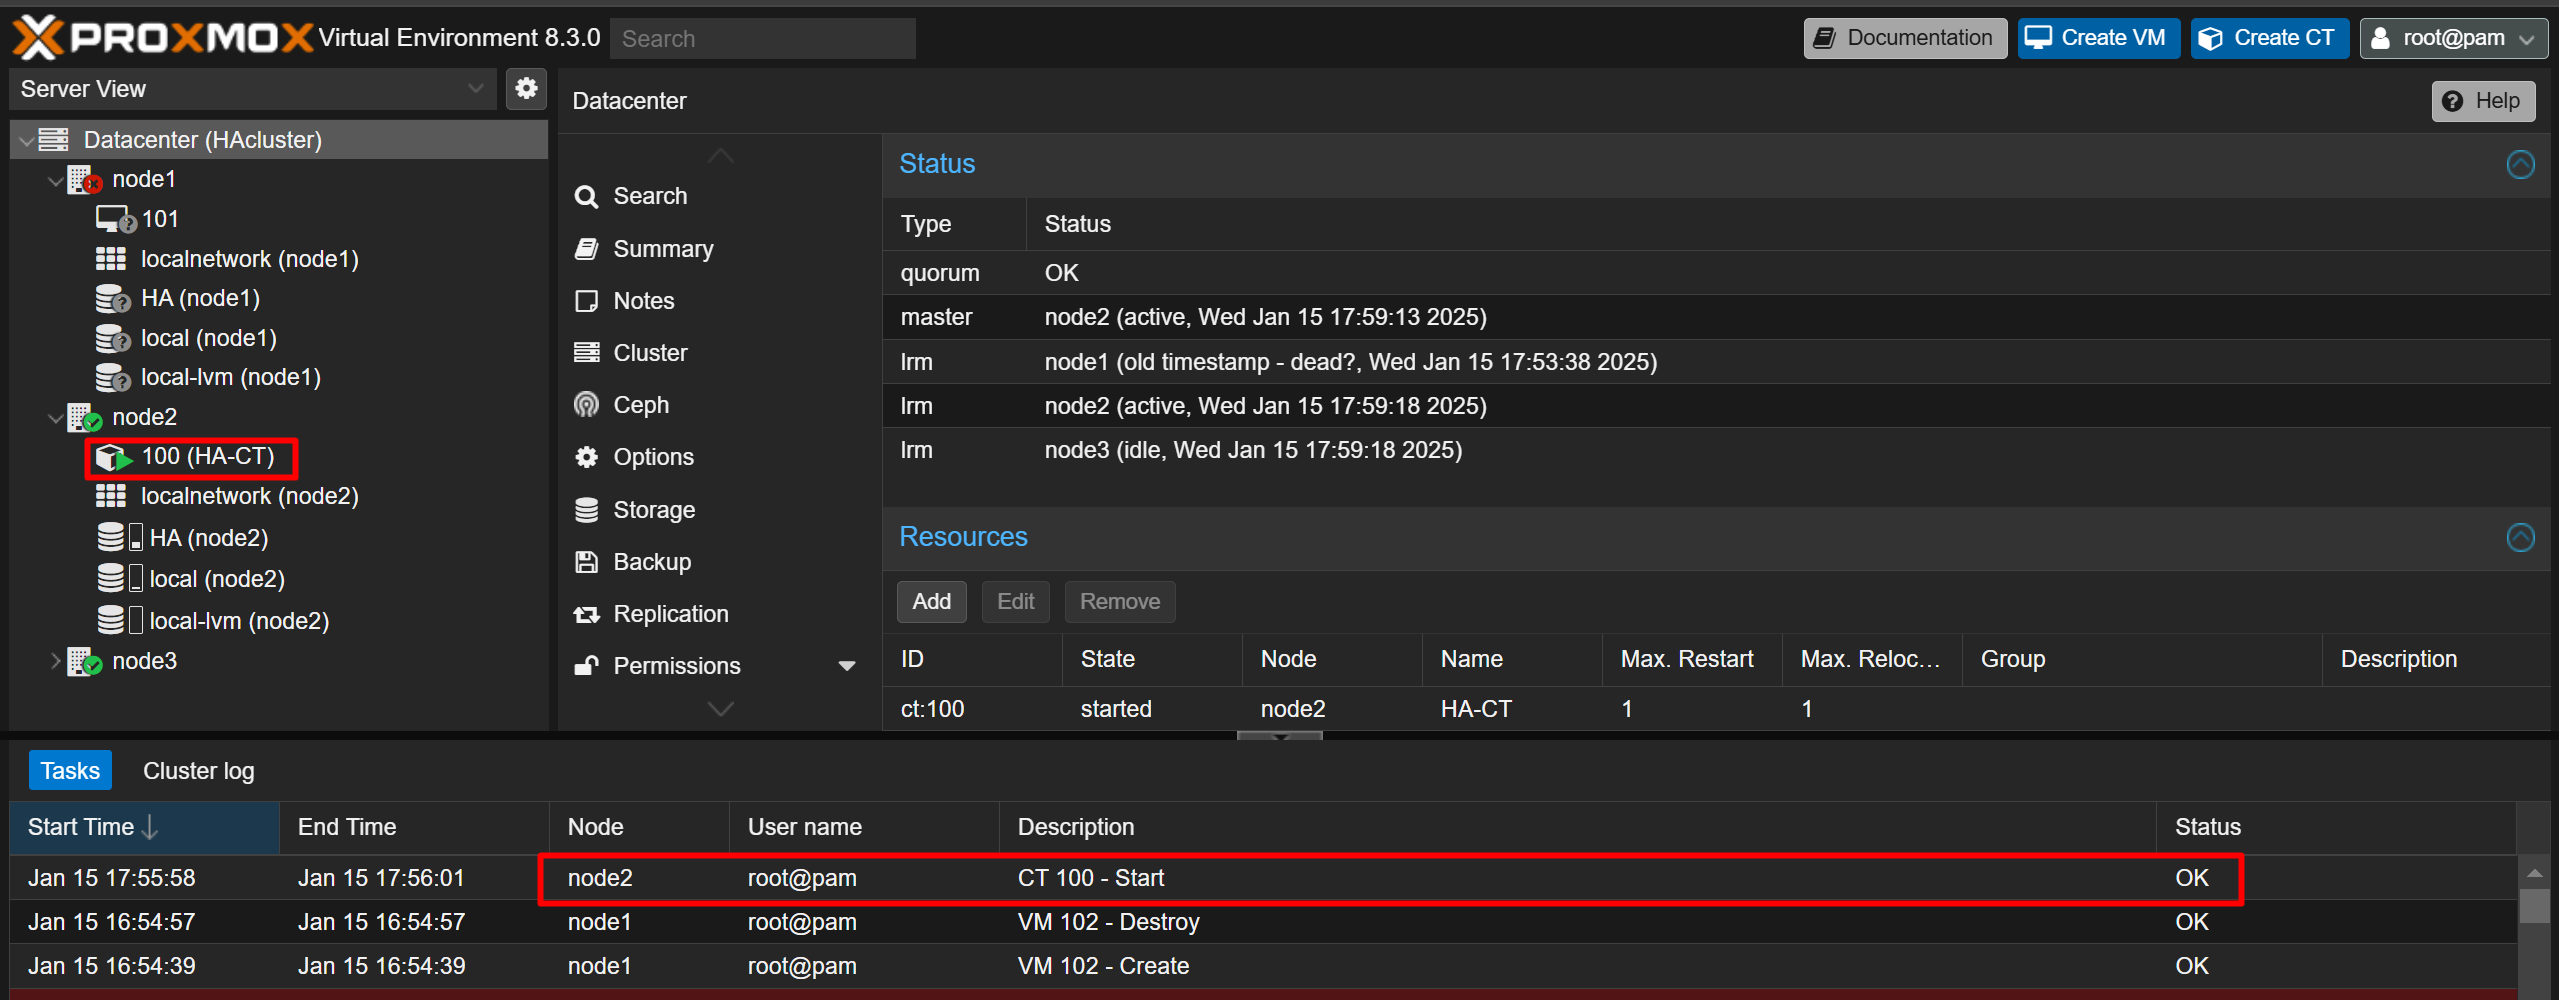 PROXMOX Virtual Environment 8.3.0 Search Documentation Create VM Create CT root@pam
Server View
Datacenter (HAcluster)
node1
101
localnetwork (node1)
HA (node1)
local (node1)
local-lvm (node1)
node2
100 (HA-CT)
localnetwork (node2)
HA (node2)
local (node2)
local-lvm (node2)
node3
Datacenter
Help
Search
Summary
Notes
Cluster
Ceph
Options
Storage
Backup
Replication
Permissions
Status
Type Status
quorum OK
master node2 (active, Wed Jan 15 17:59:13 2025)
lrm node1 (old timestamp - dead?, Wed Jan 15 17:53:38 2025)
lrm node2 (active, Wed Jan 15 17:59:18 2025)
lrm node3 (idle, Wed Jan 15 17:59:18 2025)
Resources
Add Edit Remove
ID State Node Name Max. Restart Max. Reloc... Group Description
ct:100 started node2 HA-CT 1 1
Tasks Cluster log
Start Time End Time Node User name Description Status
Jan 15 17:55:58 Jan 15 17:56:01 node2 root@pam CT 100 - Start OK
Jan 15 16:54:57 Jan 15 16:54:57 node1 root@pam VM 102 - Destroy OK
Jan 15 16:54:39 Jan 15 16:54:39 node1 root@pam VM 102 - Create OK